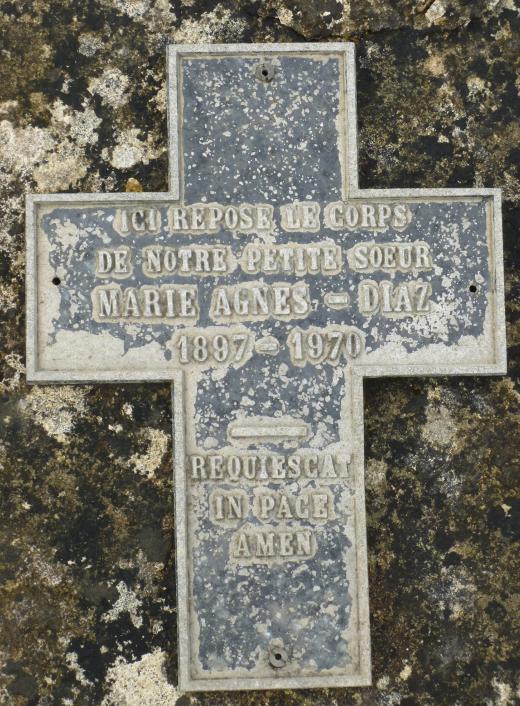 ICI REPOSE LE CORPS
DE NOTRE PETITE SOEUR
MARIE AGNES - DIAZ
1897 - 1970
REQUIESCAT
IN PACE
AMEN